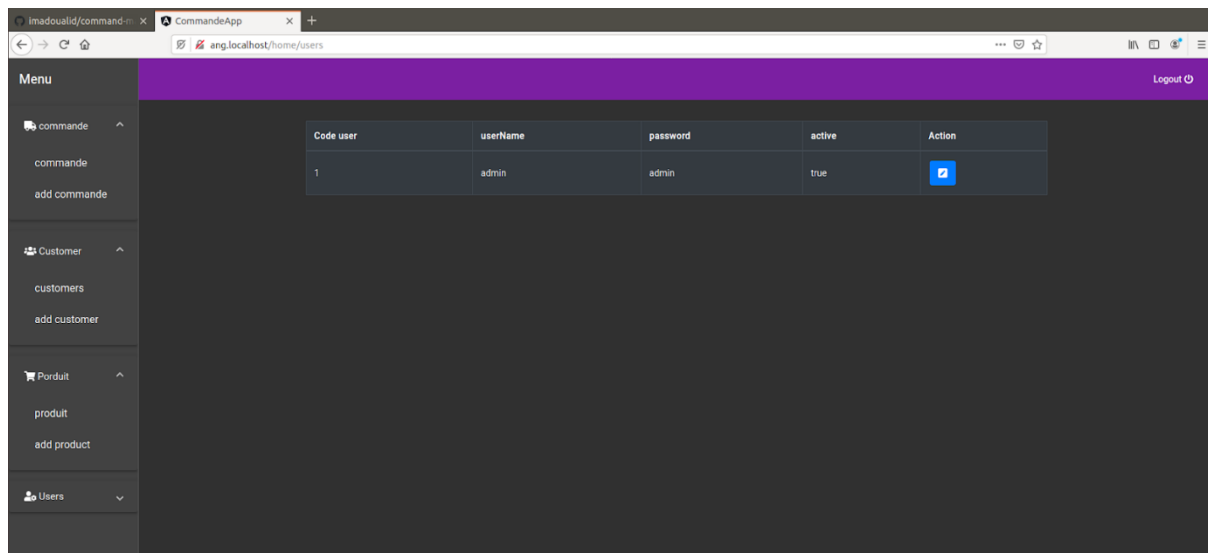 imadoualid/command-m
CommandeApp
ang.localhost/home/users
Menu
Logout
commande
commande
add commande
Customer
customers
add customer
Porduit
produit
add product
Users
Code user userName password active Action
1 admin admin true